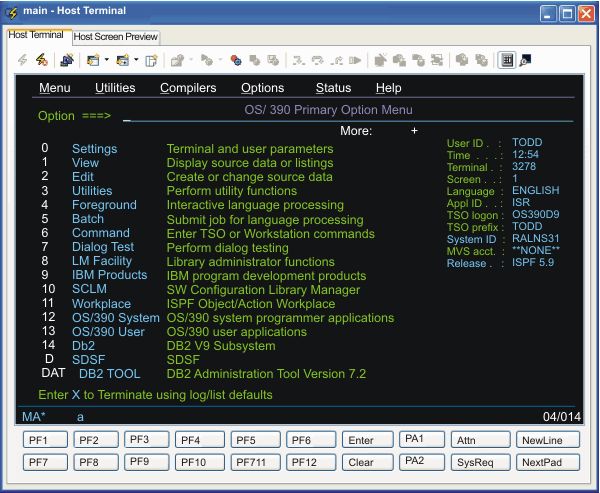 main - Host Terminal
Host Terminal Host Screen Preview
Menu Utilities Compilers Options Status Help
OS/ 390 Primary Option Menu
Option ===> _
More: +
0 Settings Terminal and user parameters
1 View Display source data or listings
2 Edit Create or change source data
3 Utilities Perform utility functions
4 Foreground Interactive language processing
5 Batch Submit job for language processing
6 Command Enter TSO or Workstation commands
7 Dialog Test Perform dialog testing
8 LM Facility Library administrator functions
9 IBM Products IBM program development products
10 SCLM SW Configuration Library Manager
11 Workplace ISPF Object/Action Workplace
12 OS/390 System OS/390 system programmer applications
13 OS/390 User OS/390 user applications
14 Db2 DB2 V9 Subsystem
D SDSF SDSF
DAT DB2 TOOL DB2 Administration Tool Version 7.2
User ID . : TODD
Time . . . : 12:54
Terminal . : 3278
Screen . . : 1
Language : ENGLISH
Appl ID . . : ISR
TSO logon : OS390D9
TSO prefix : TODD
System ID : RALNS31
MVS acct. : **NONE**
Release . : ISPF 5.9
Enter X to Terminate using log/list defaults
MA* a 04/014
PF1 PF2 PF3 PF4 PF5 PF6 Enter PA1 Attn NewLine
PF7 PF8 PF9 PF10 PF711 PF12 Clear PA2 SysReq NextPad